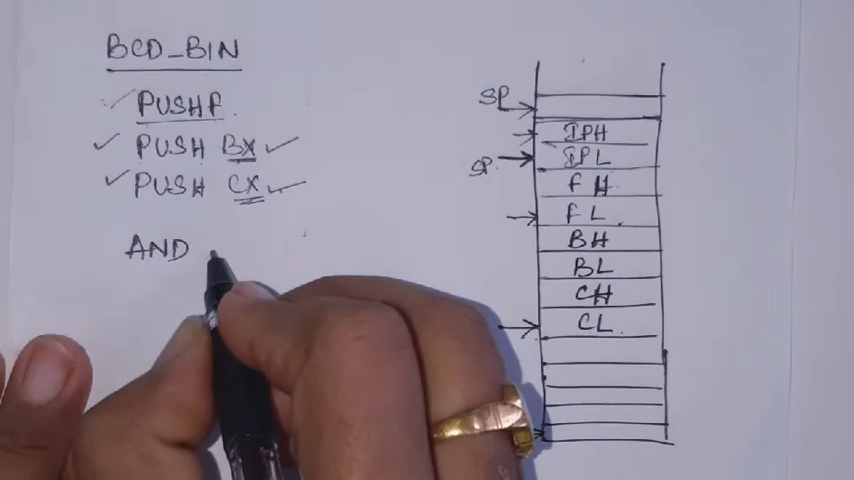 BCD_BIN
PUSHF
PUSH BX
PUSH CX
AND
SP
IPH
SP
IPL
FH
FL
BH
BL
CH
CL